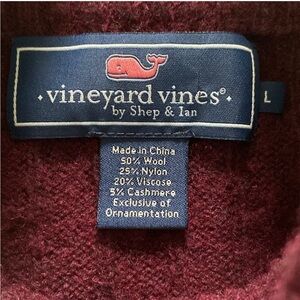 vineyard vines®
by Shep & Ian
L
Made in China
50% Wool
25% Nylon
20% Viscose
5% Cashmere
Exclusive of
Ornamentation